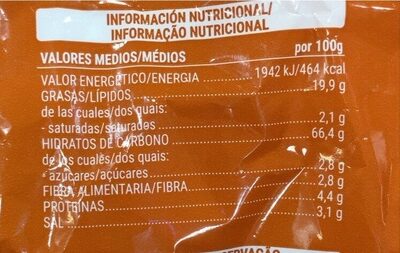 INFORMACIÓN NUTRICIONAL/
INFORMAÇÃO NUTRICIONAL
VALORES MEDIOS/MÉDIOS por 100g
VALOR ENERGÉTICO/ENERGIA 1942 kJ/464 kcal
GRASAS/LÍPIDOS 19,9 g
de las cuales/dos quais:
- saturadas/saturados 2,1 g
HIDRATOS DE CARBONO 66,4 g
de los cuales/dos quais:
- azúcares/açúcares 2,8 g
FIBRA ALIMENTARIA/FIBRA 2,8 g
PROTEÍNAS 4,4 g
SAL 3,1 g